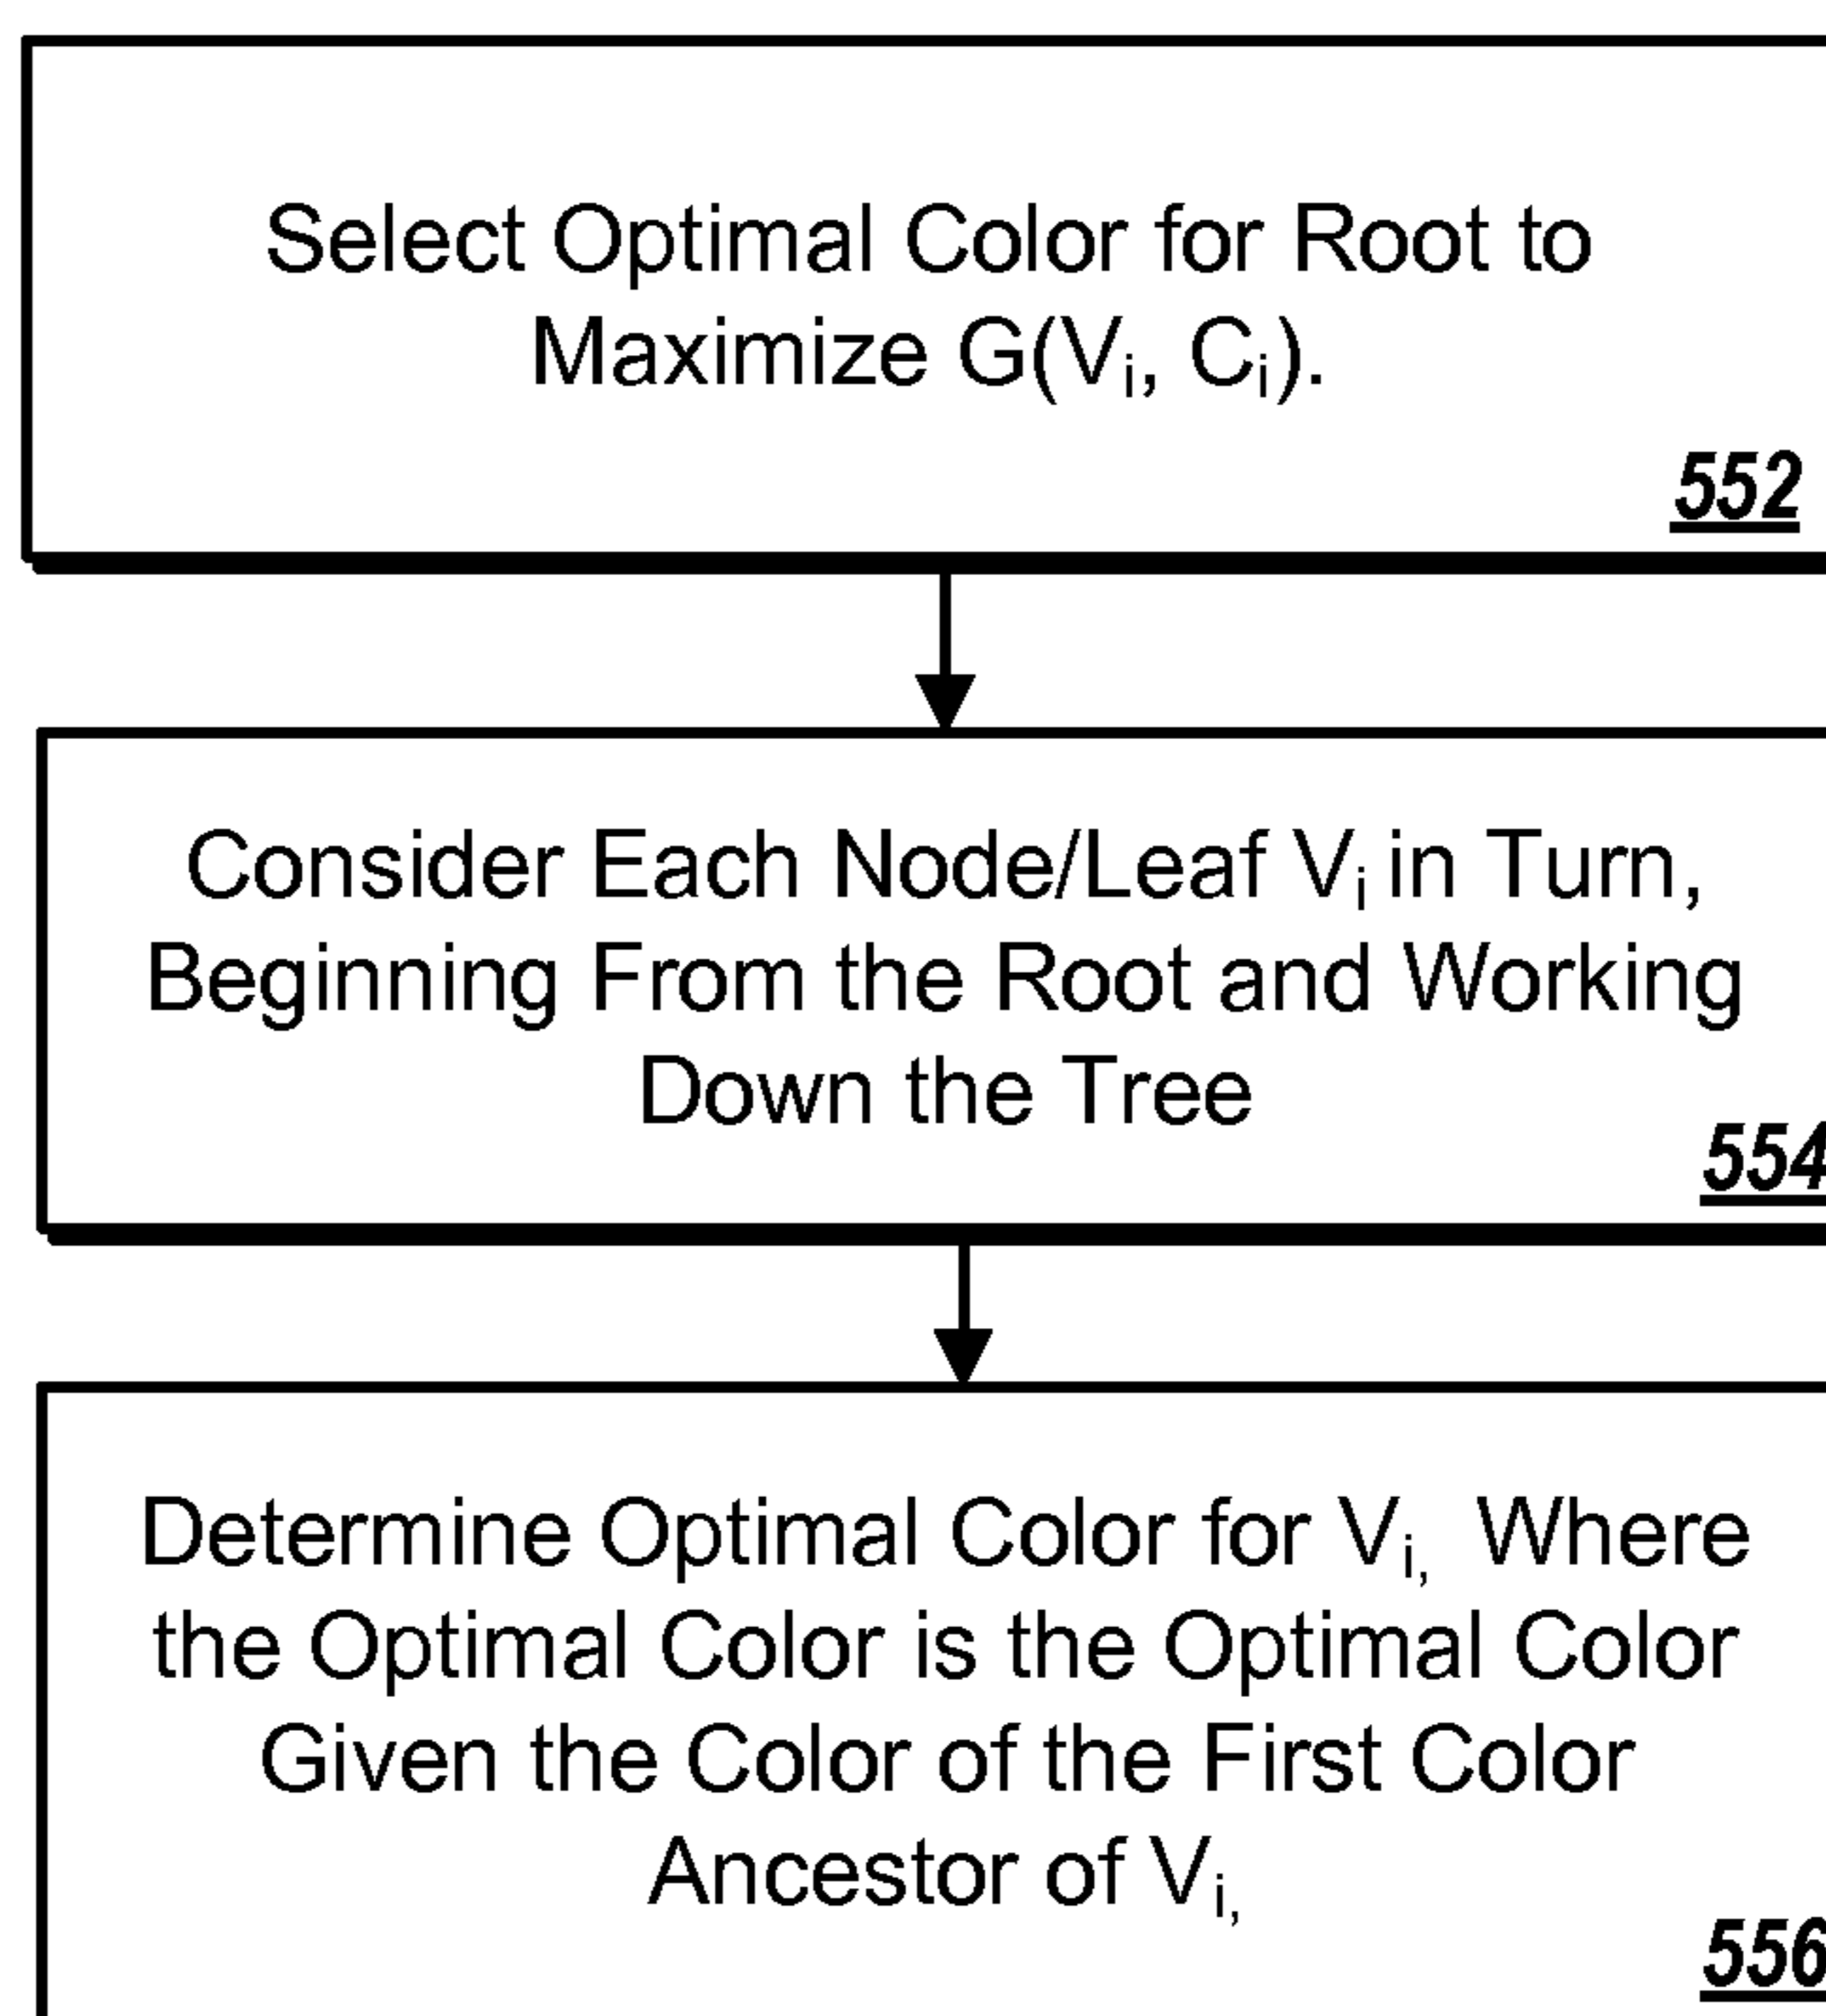 Select Optimal Color for Root to
Maximize G(Vi, Ci).
552
Consider Each Node/Leaf Vi in Turn,
Beginning From the Root and Working
Down the Tree
554
Determine Optimal Color for Vi, Where
the Optimal Color is the Optimal Color
Given the Color of the First Color
Ancestor of Vi,
556